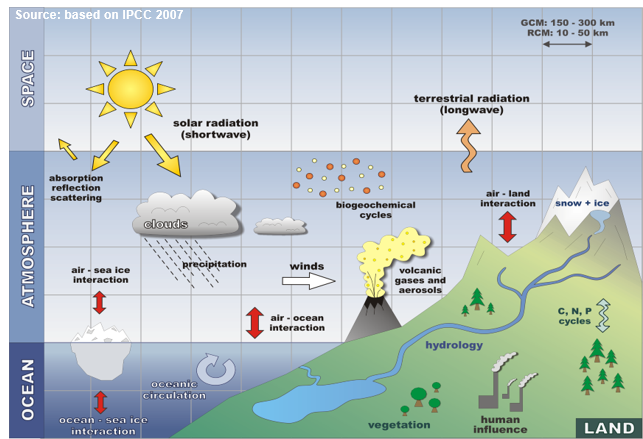 Source: based on IPCC 2007
GCM: 150 - 300 km
RCM: 10 - 50 km
SPACE
solar radiation
(shortwave)
terrestrial radiation
(longwave)
absorption
reflection
scattering
ATMOSPHERE
clouds
precipitation
biogeochemical
cycles
air - land
interaction
snow + ice
air - sea ice
interaction
winds
volcanic
gases and
aerosols
air - ocean
interaction
C, N, P
cycles
hydrology
OCEAN
oceanic
circulation
ocean - sea ice
interaction
vegetation
human
influence
LAND